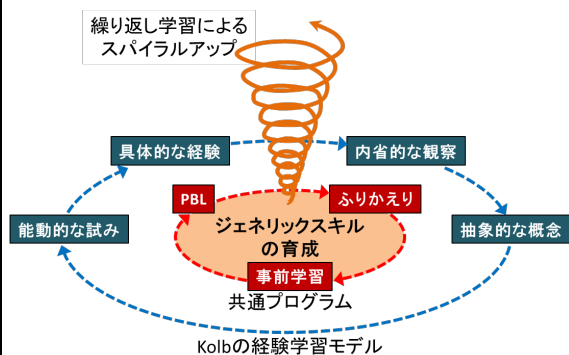 繰り返し学習による
スパイラルアップ
具体的な経験
内省的な観察
PBL
ふりかえり
能動的な試み
ジェネリックスキル
の育成
抽象的な概念
事前学習
共通プログラム
Kolbの経験学習モデル